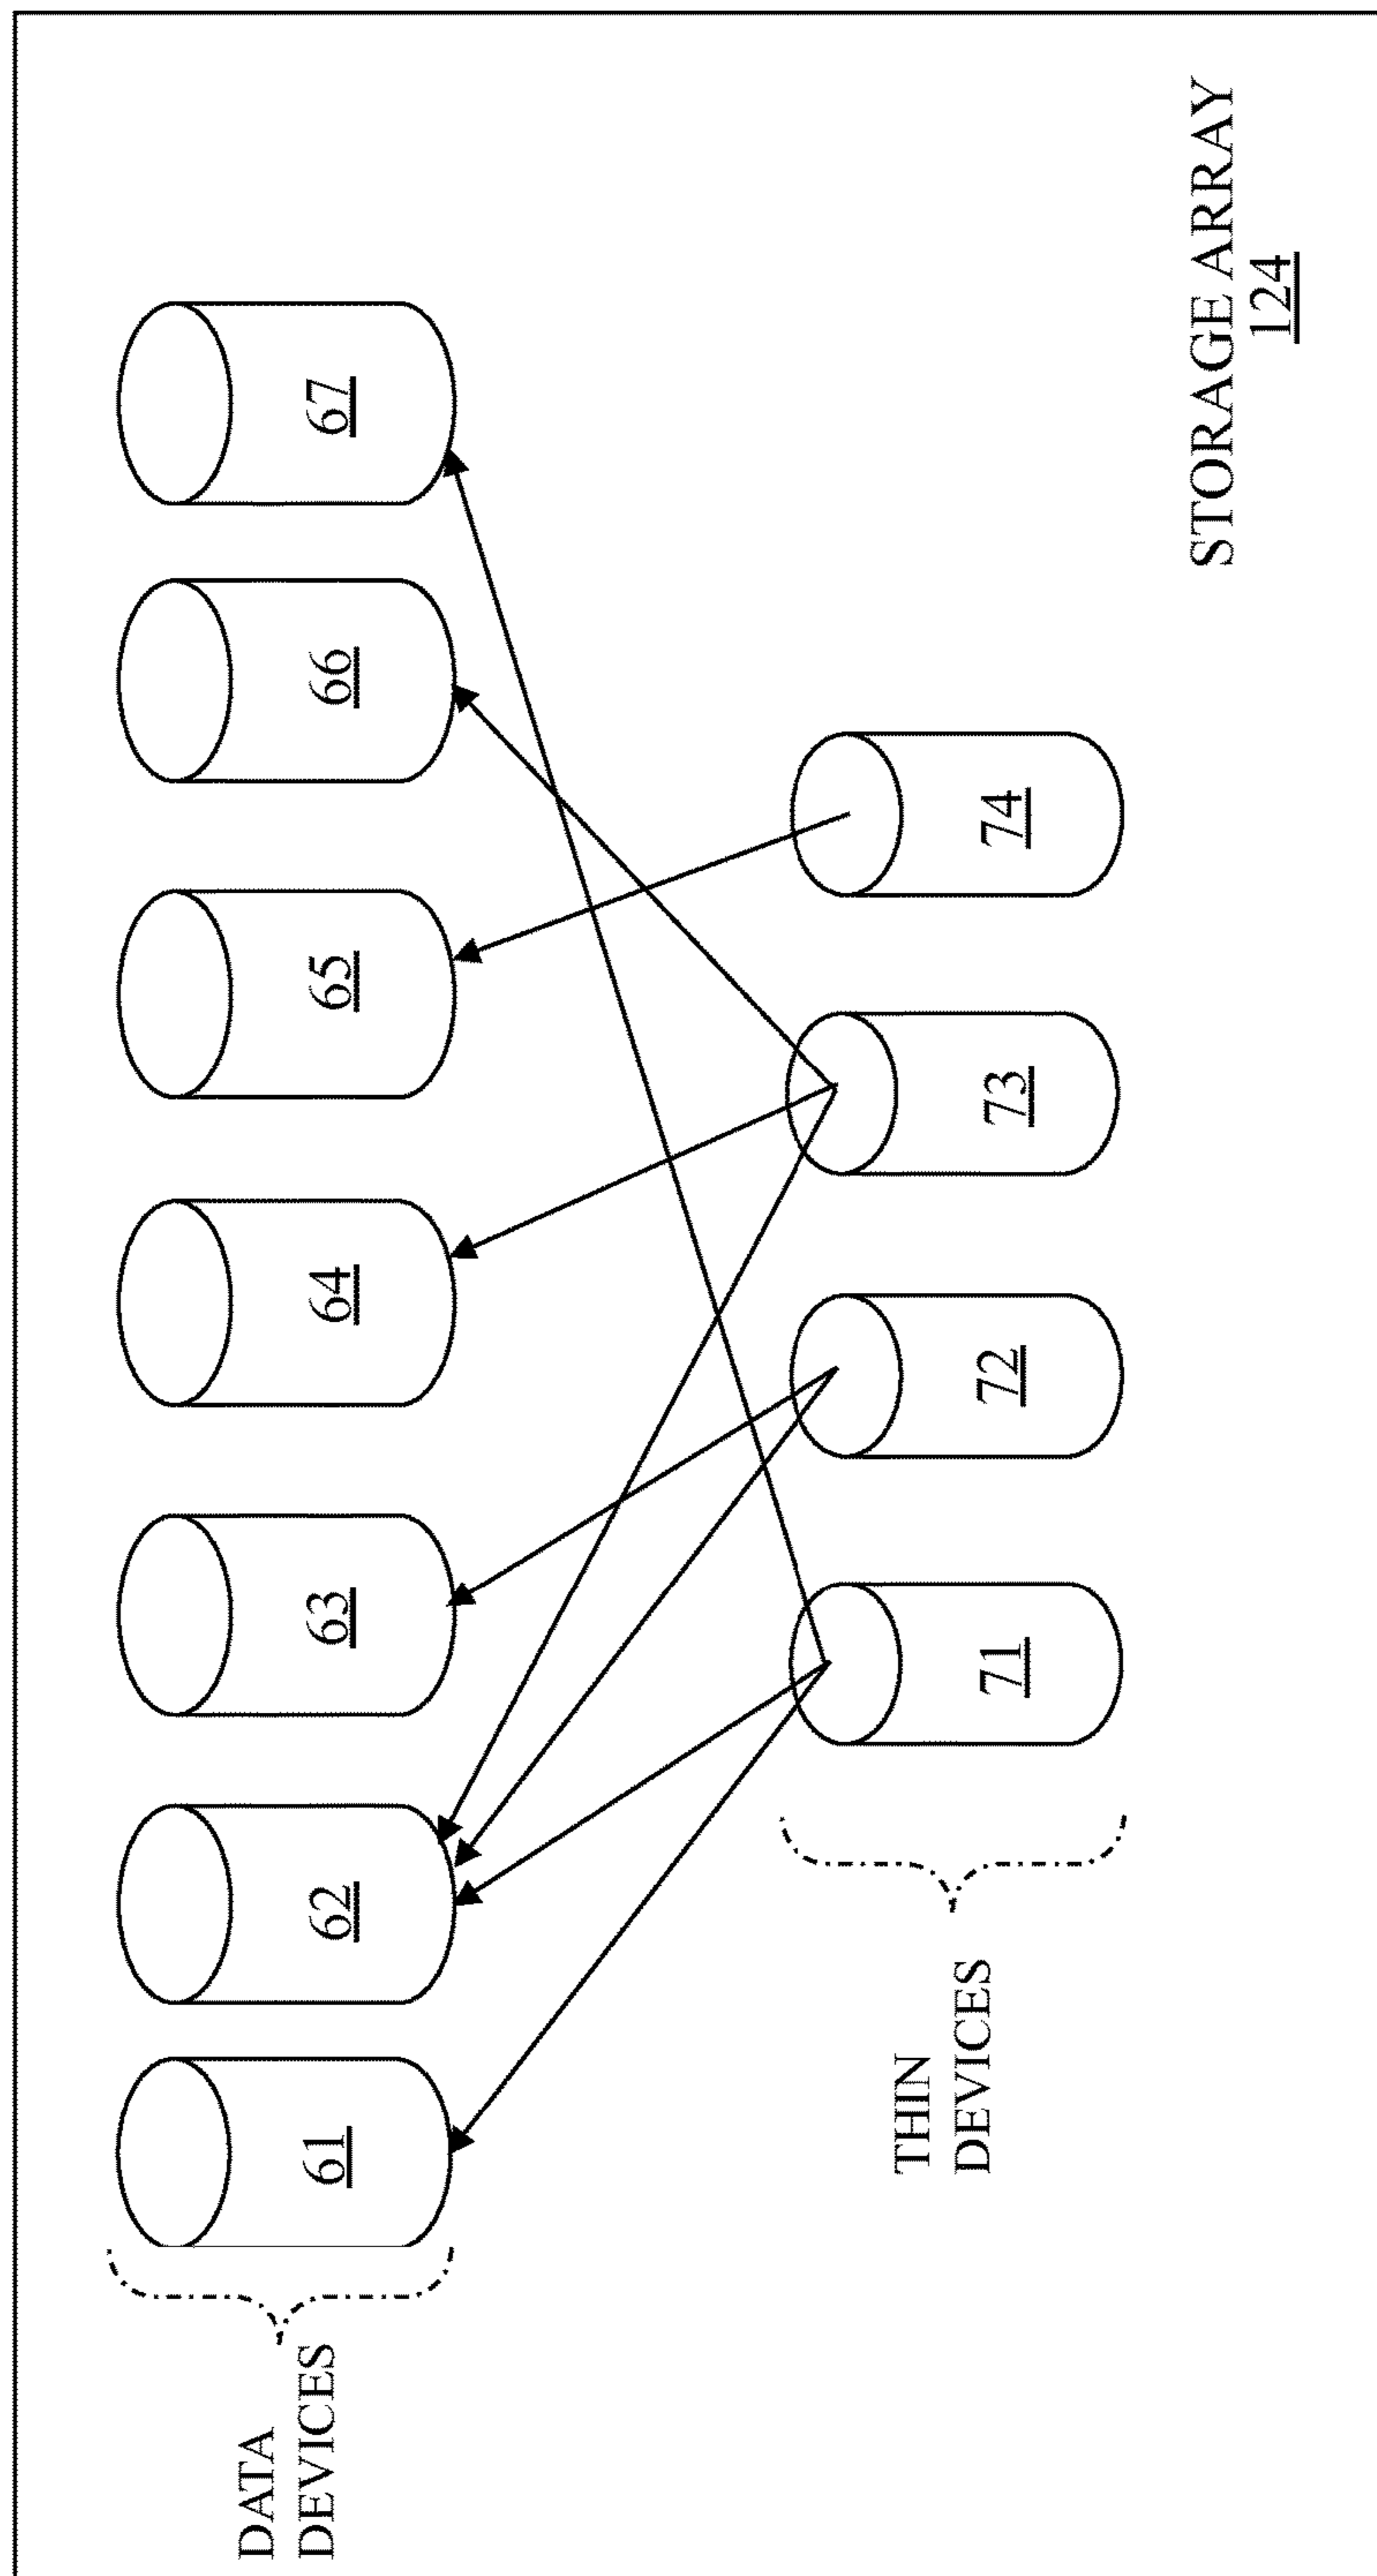 DATA
DEVICES
61
62
63
64
65
66
67
THIN
DEVICES
71
72
73
74
STORAGE ARRAY
124